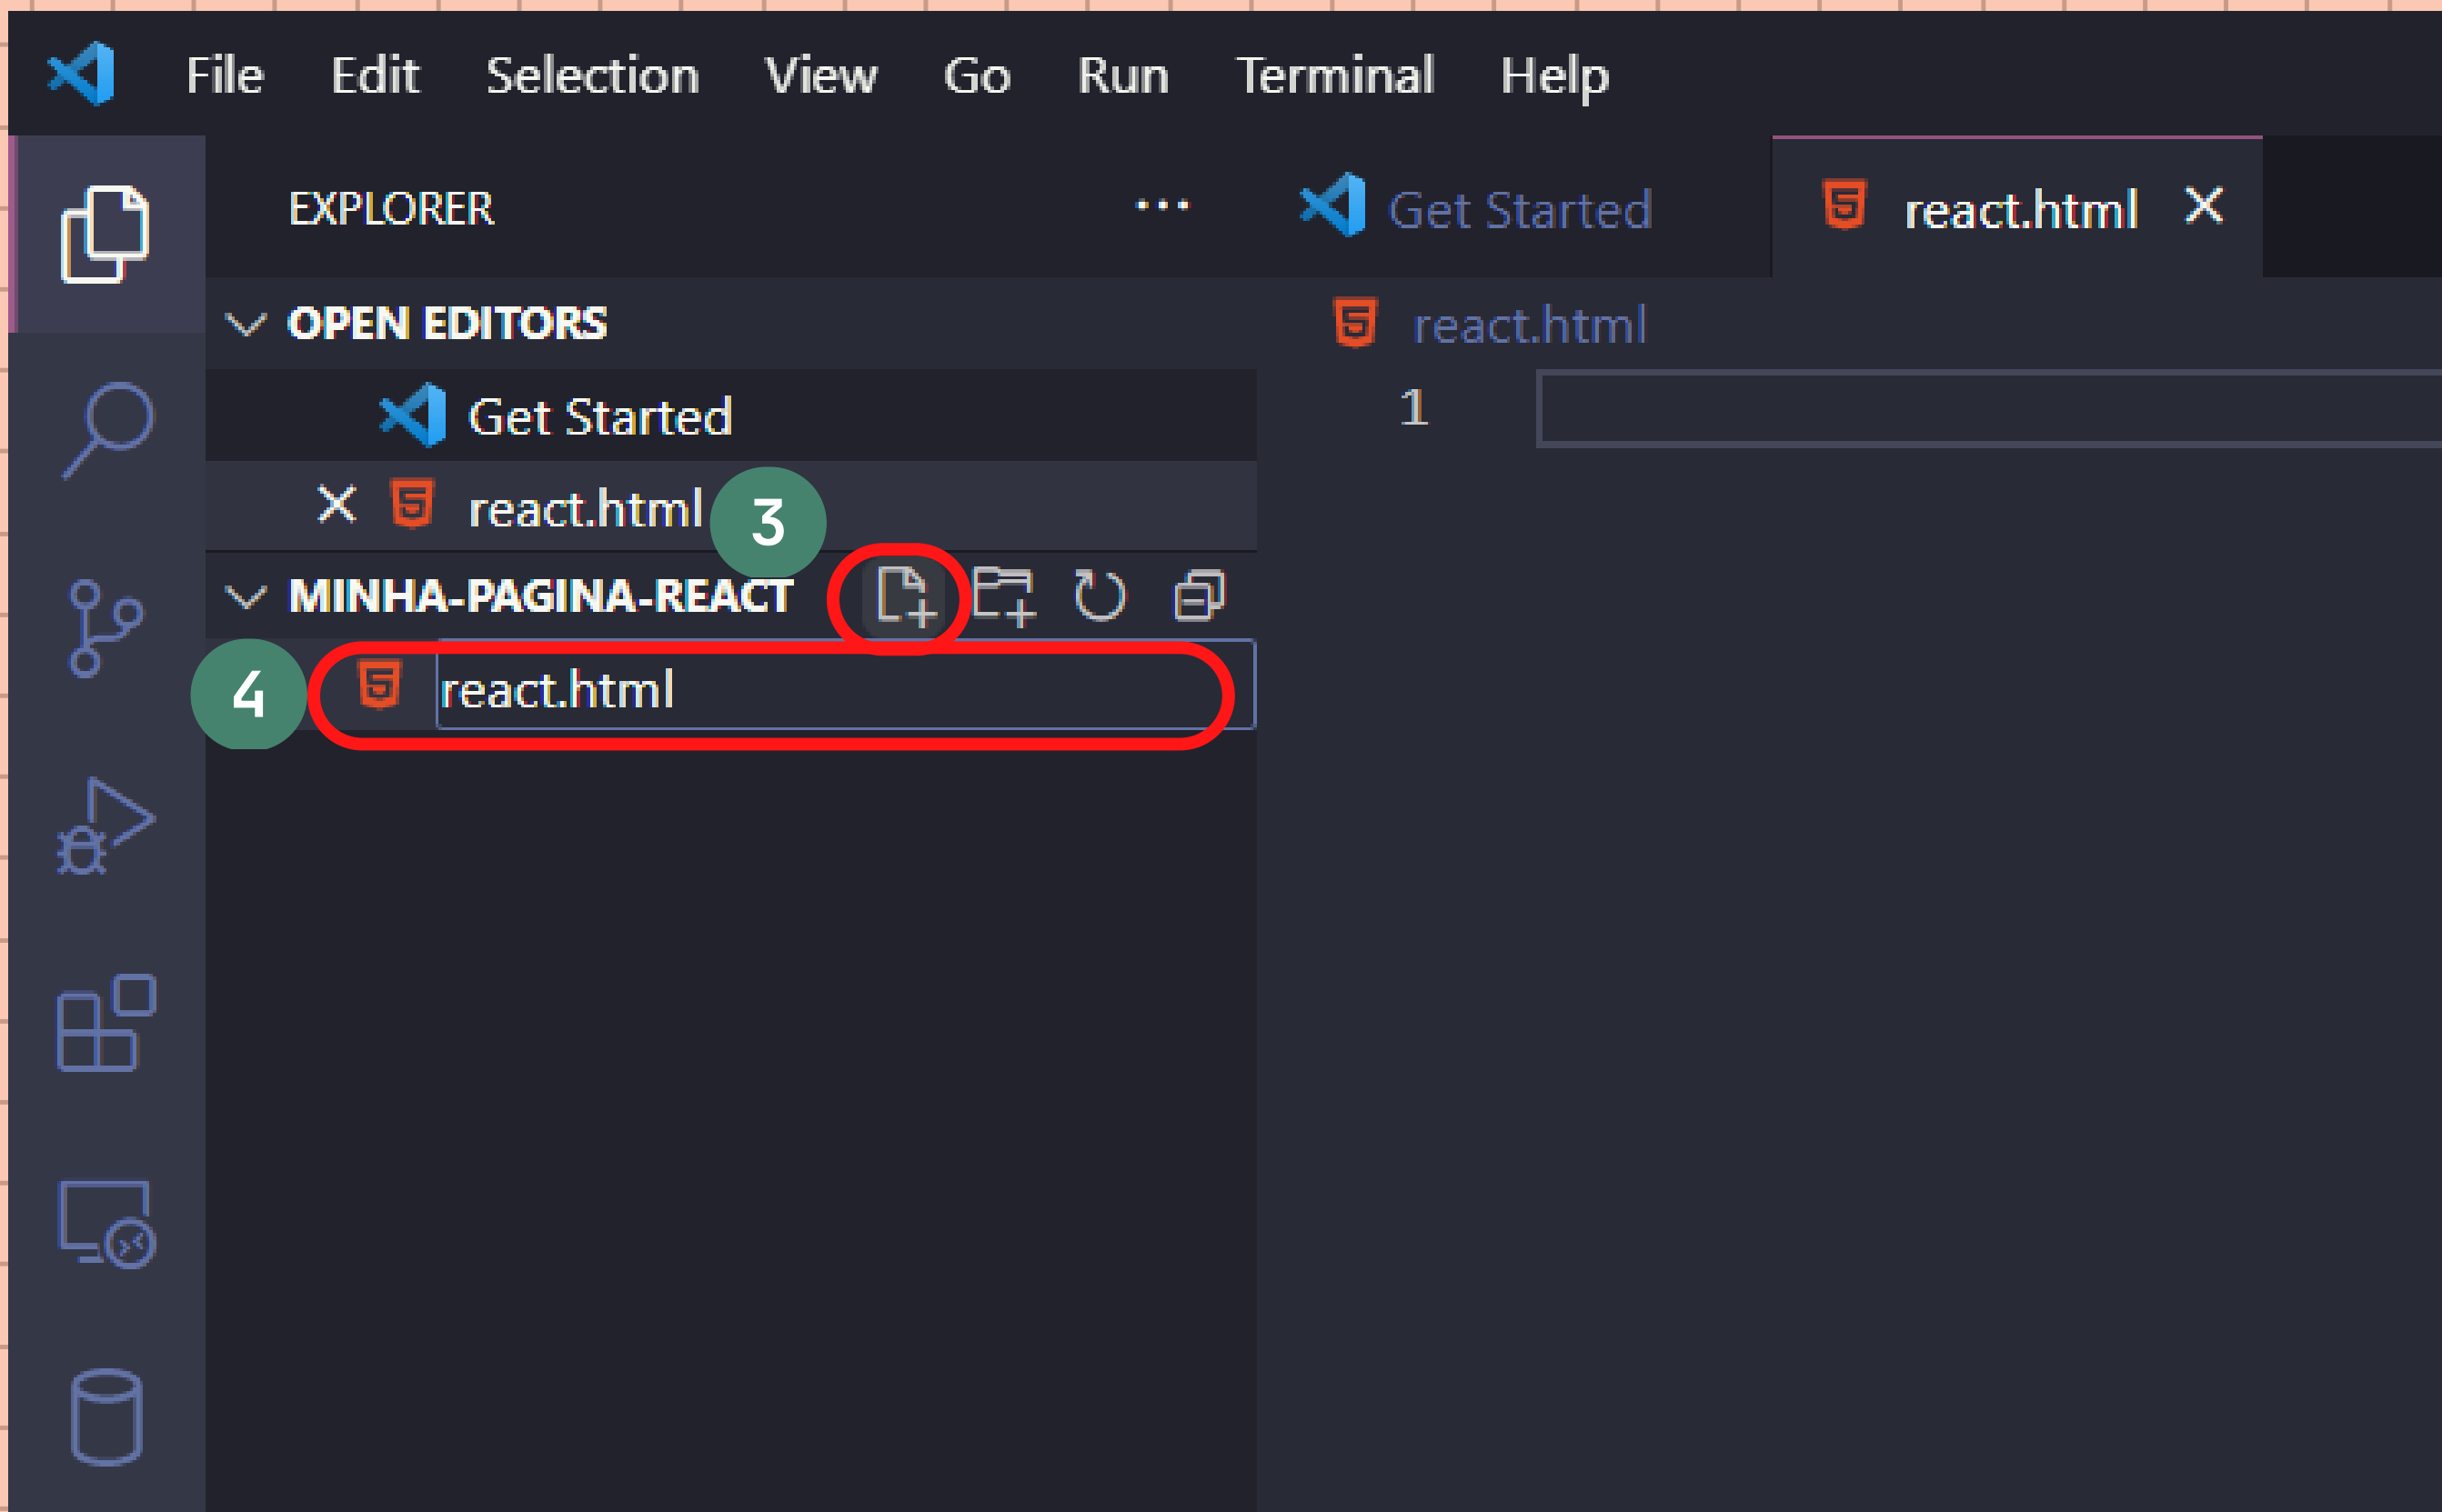 File Edit Selection View Go Run Terminal Help
EXPLORER
Get Started
react.html
OPEN EDITORS
react.html
Get Started
1
react.html
3
MINHA-PAGINA-REACT
4
react.html